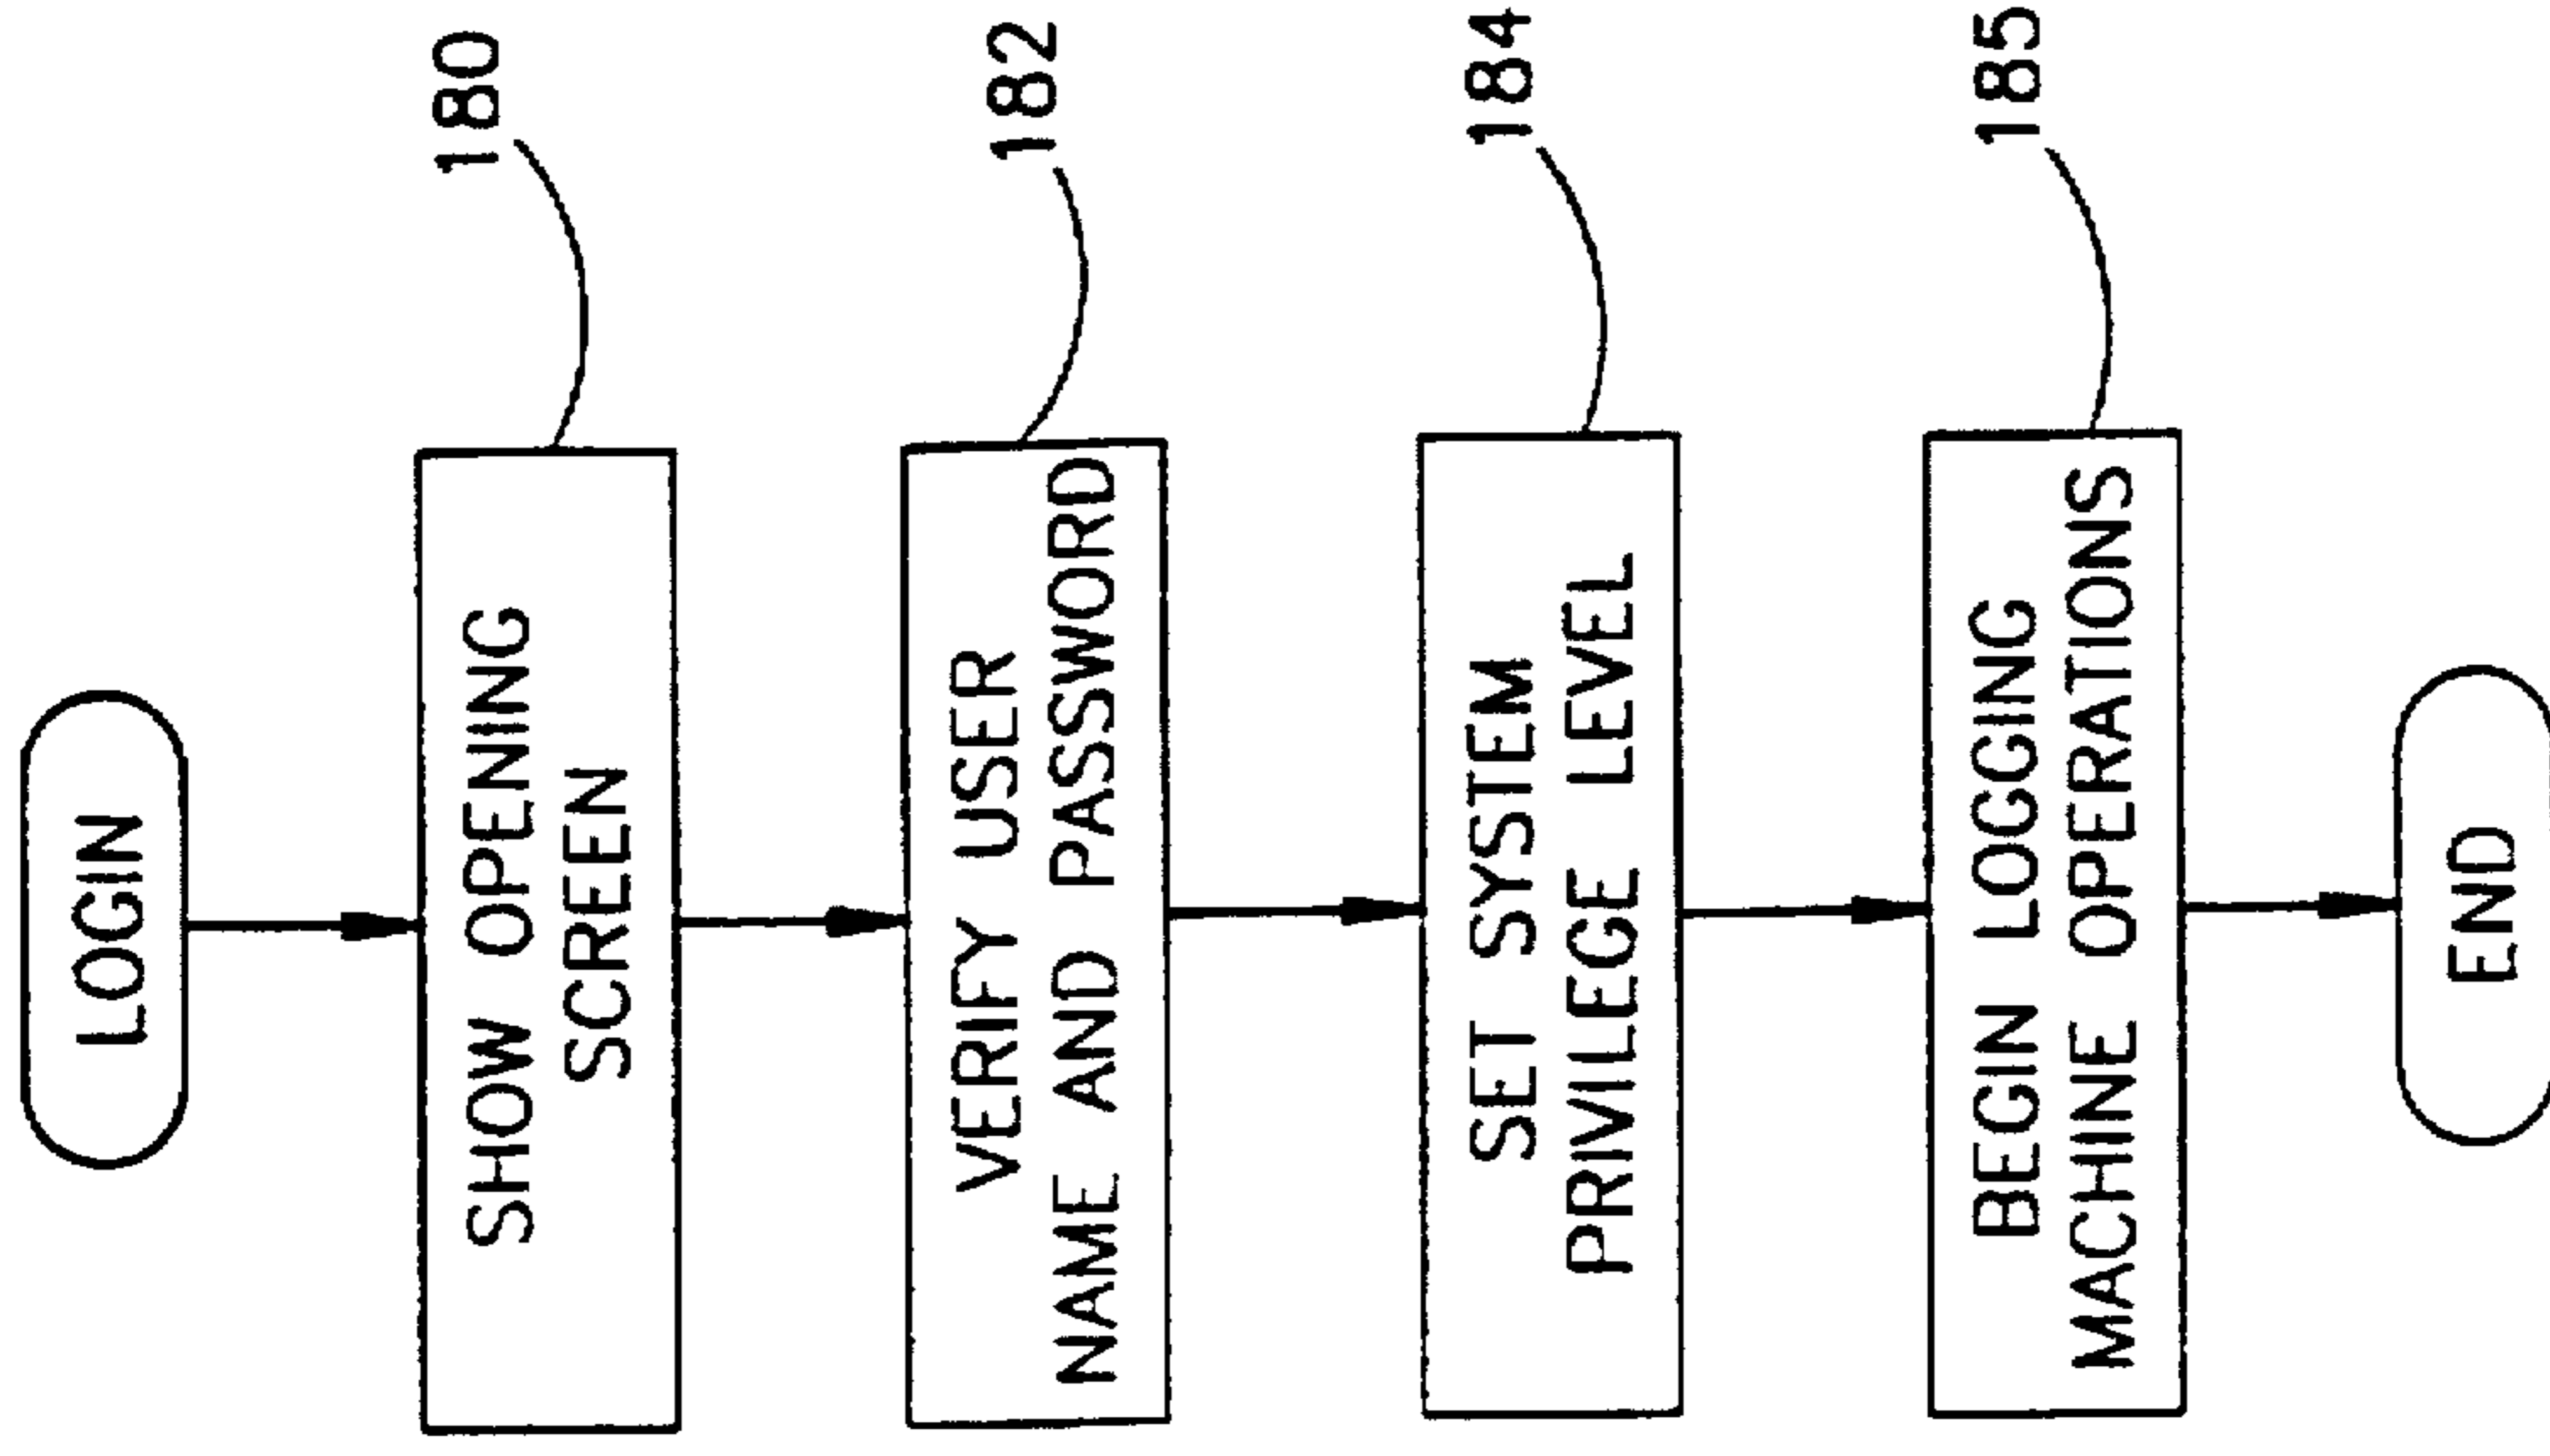 LOGIN
SHOW OPENING
SCREEN
180
VERIFY USER
NAME AND PASSWORD
182
SET SYSTEM
PRIVILEGE LEVEL
184
BEGIN LOGGING
MACHINE OPERATIONS
185
END